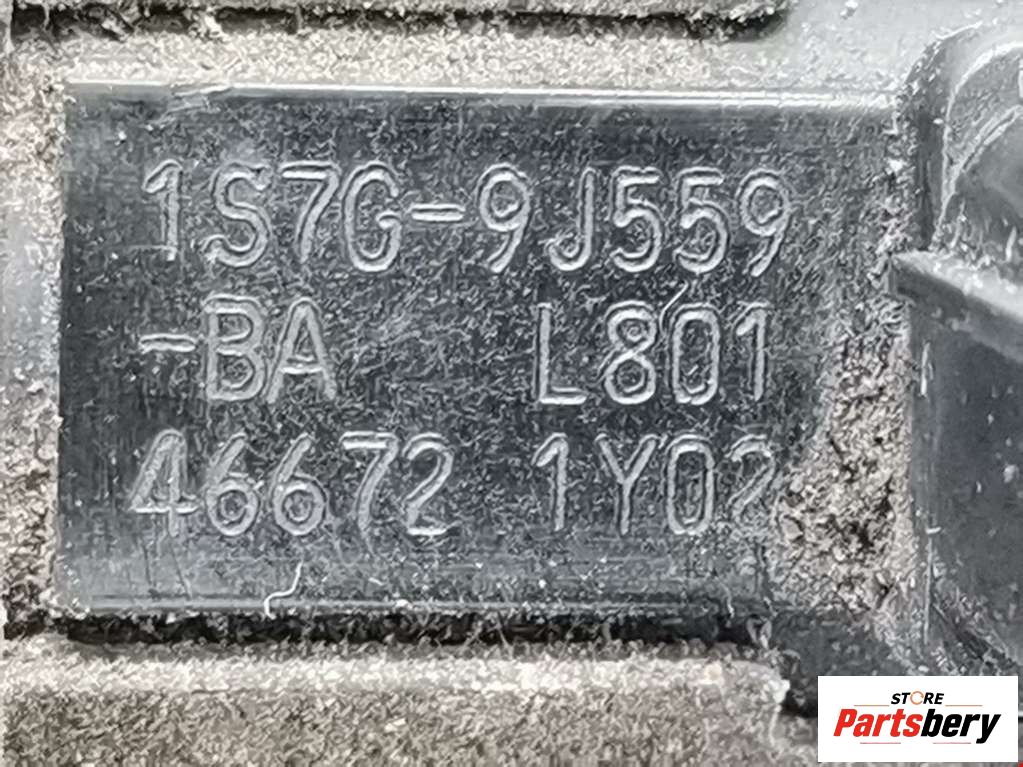 1S7G-9J559
-BA L801
46672 1Y02
STORE
Partsbery